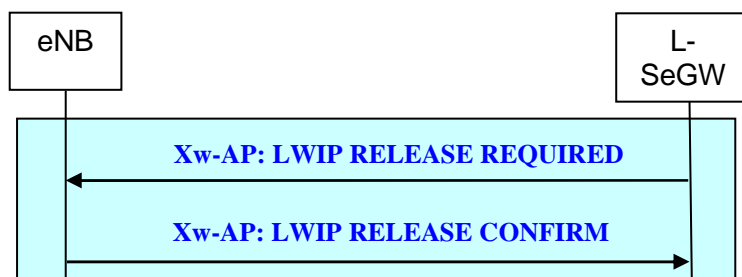 eNB
L-
SeGW
Xw-AP: LWIP RELEASE REQUIRED
Xw-AP: LWIP RELEASE CONFIRM